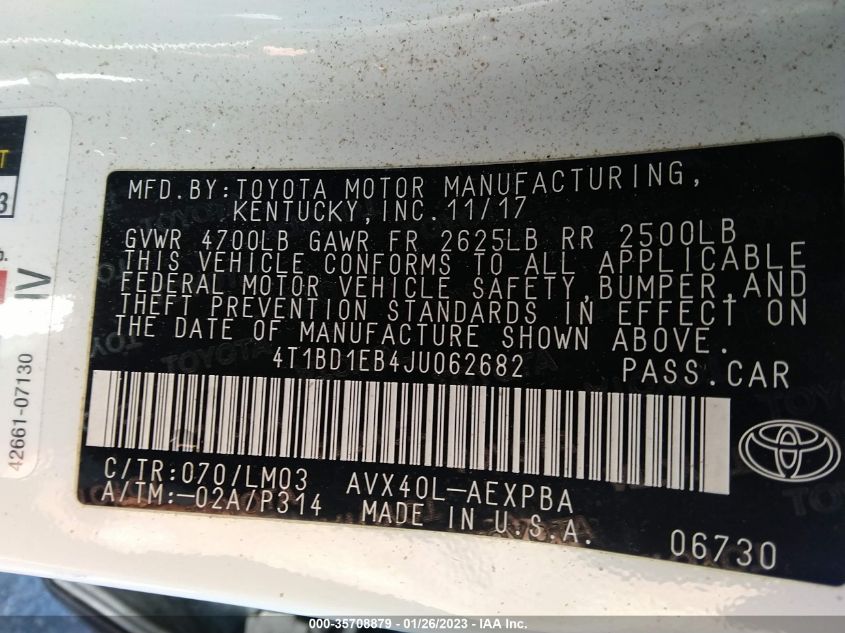 MFD.BY:TOYOTA MOTOR MANUFACTURING,
KENTUCKY,INC.11/17
GVWR 4700LB GAWR FR 2625LB RR 2500LB
THIS VEHICLE CONFORMS TO ALL APPLICABLE
FEDERAL MOTOR VEHICLE SAFETY,BUMPER,AND
THEFT PREVENTION STANDARDS IN EFFECT ON
THE DATE OF MANUFACTURE SHOWN ABOVE.
4T1BD1EB4JU062682 PASS.CAR
C/TR:070/LM03 AVX40L-AEXPBA
A/TM:-02A/P314 MADE IN U.S.A.
06730
42661-07130
000-35708879 - 01/26/2023 - IAA Inc.